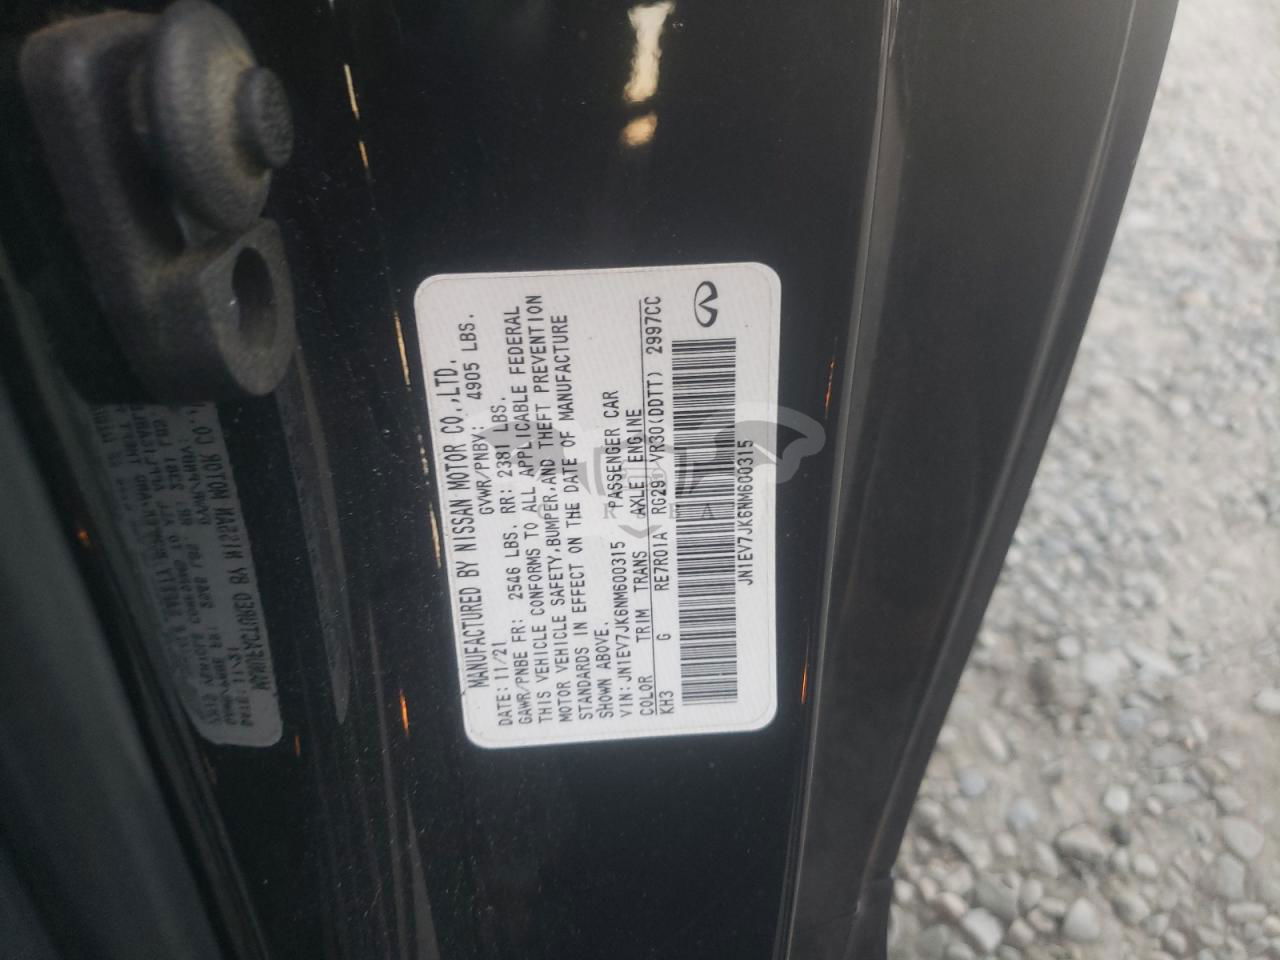 MANUFACTURED BY NISSAN MOTOR CO.,LTD.
DATE: 11/21 GVWR/PNBV: 4905 LBS.
GAWR/PNBE FR: 2546 LBS. RR: 2381 LBS.
THIS VEHICLE CONFORMS TO ALL APPLICABLE FEDERAL
MOTOR VEHICLE SAFETY,BUMPER,AND THEFT PREVENTION
STANDARDS IN EFFECT ON THE DATE OF MANUFACTURE
SHOWN ABOVE.
VIN: JN1EV7JK6NM600315 PASSENGER CAR
COLOR TRIM TRANS AXLE ENGINE
KH3 G RE7R01A RG29 VR30(DDTT) 2997CC
JN1EV7JK6NM600315